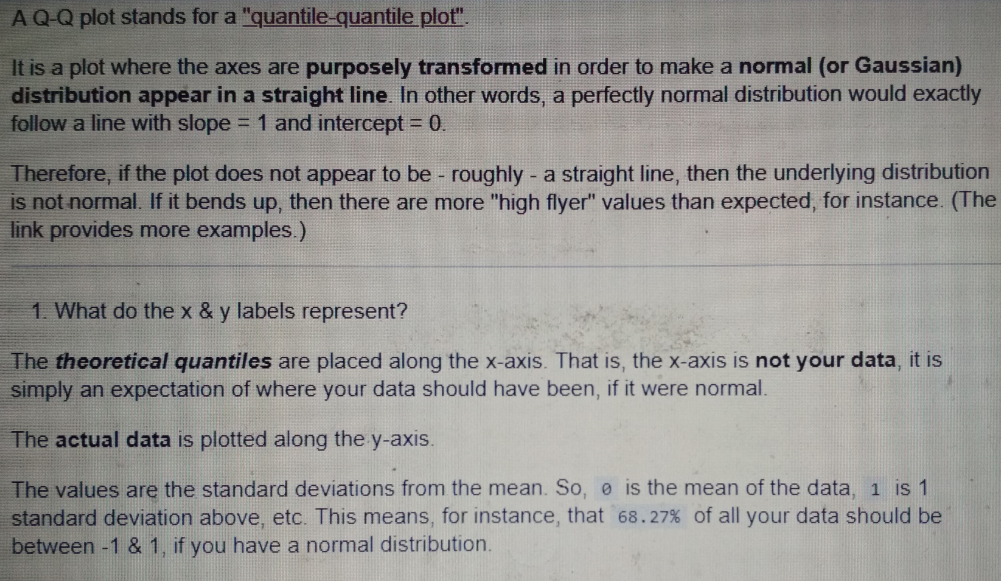 A Q-Q plot stands for a "quantile-quantile plot".
It is a plot where the axes are purposely transformed in order to make a normal (or Gaussian)
distribution appear in a straight line. In other words, a perfectly normal distribution would exactly
follow a line with slope = 1 and intercept = 0.
Therefore, if the plot does not appear to be - roughly - a straight line, then the underlying distribution
is not normal. If it bends up, then there are more "high flyer" values than expected, for instance. (The
link provides more examples.)
1. What do the x & y labels represent?
The theoretical quantiles are placed along the x-axis. That is, the x-axis is not your data, it is
simply an expectation of where your data should have been, if it were normal.
The actual data is plotted along the y-axis.
The values are the standard deviations from the mean. So, 0 is the mean of the data, 1 is 1
standard deviation above, etc. This means, for instance, that 68.27% of all your data should be
between -1 & 1, if you have a normal distribution.